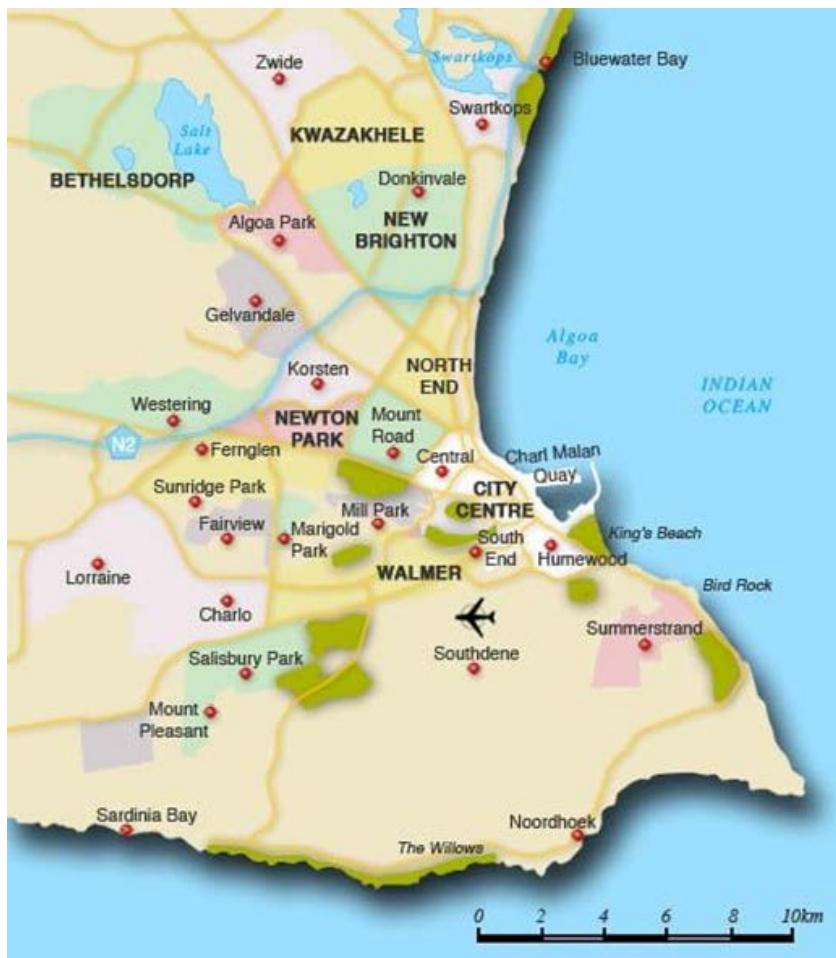 Zwide
Swartkops
Bluewater Bay
Swartkops
KWAZAKHELE
Salt
Lake
BETHELSDORP
Donkinvale
NEW
BRIGHTON
Algoa Park
Gelvandale
Algoa
Bay
INDIAN
OCEAN
NORTH
END
Korsten
Westering
NEWTON
PARK
Mount
Road
N2
Fernglen
Central
Charl Malan
Quay
Sunridge Park
CITY
CENTRE
Mill Park
Fairview
Marigold
Park
South
End
King's Beach
Humewood
Lorraine
WALMER
Bird Rock
Charlo
Summerstrand
Salisbury Park
Southdene
Mount
Pleasant
Sardinia Bay
Noordhoek
The Willows
0 2 4 6 8 10km